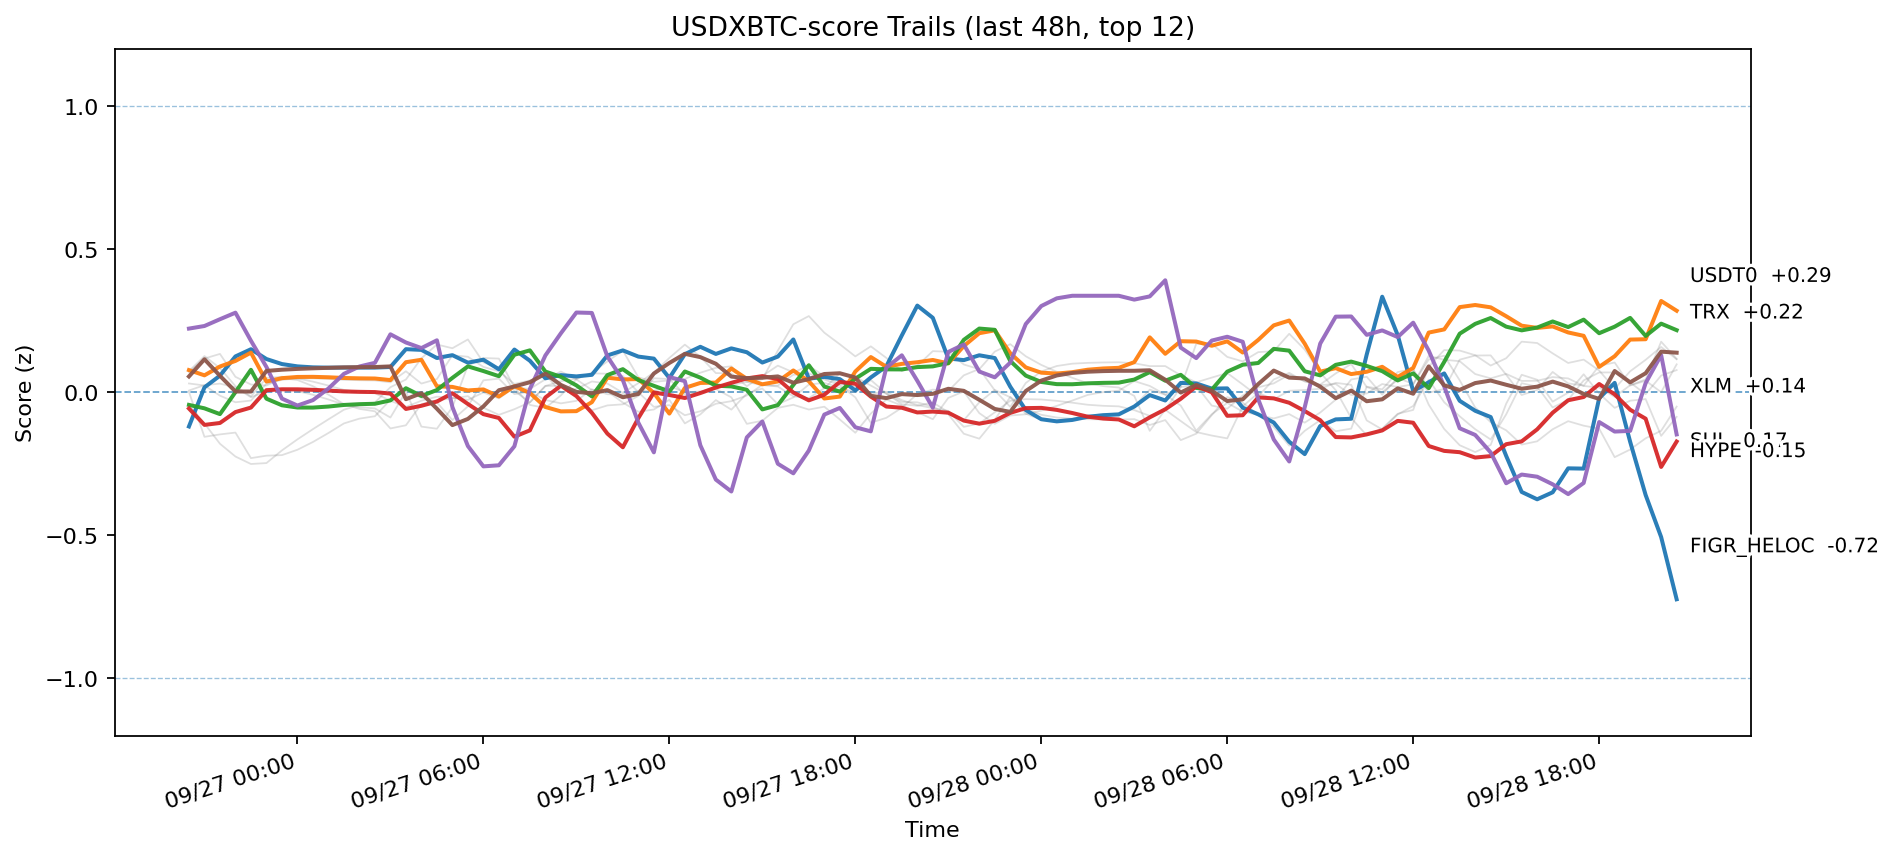 USDXBTC-score Trails (last 48h, top 12)
Score (z)
1.0
0.5
0.0
−0.5
−1.0
USDT0 +0.29
TRX +0.22
XLM +0.14
HYPE -0.15
FIGR_HELOC -0.72
09/27 00:00
09/27 06:00
09/27 12:00
09/27 18:00
09/28 00:00
09/28 06:00
09/28 12:00
09/28 18:00
Time